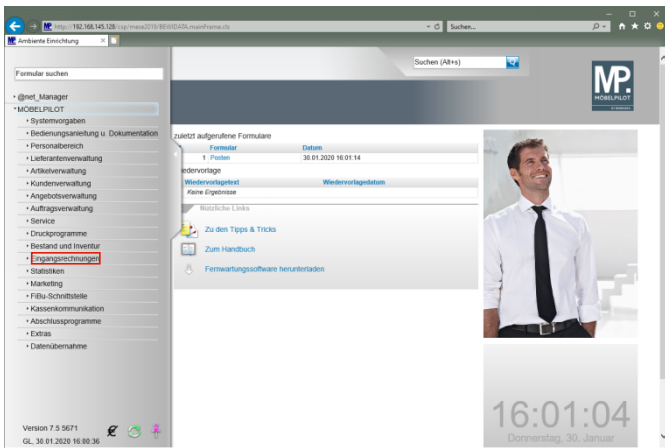 http://192.168.145.128/csp/mese2019/BEWIDATA.mainFrame.cls
Suchen...
Ambiente Einrichtung
Suchen (Alt+s)
Formular suchen
MP.
MÖBELPILOT
@net_Manager
MÖBELPILOT
Systemvorgaben
Bedienungsanleitung u. Dokumentation
Personalbereich
Lieferantenverwaltung
Artikelverwaltung
Kundenverwaltung
Angebotsverwaltung
Auftragsverwaltung
Service
Druckprogramme
Bestand und Inventur
Eingangsrechnungen
Statistiken
Marketing
FiBu-Schnittstelle
Kassenkommunikation
Abschlussprogramme
Extras
Datenübernahme
Version 7.5 5671
GL, 30.01.2020 16:00:36
zuletzt aufgerufene Formulare
Formular Datum
1 Posten 30.01.2020 16:01:14
iedervorlage
Wiedervorlagetext Wiedervorlagedatum
Keine Ergebnisse
Nützliche Links
Zu den Tipps & Tricks
Zum Handbuch
Fernwartungssoftware herunterladen
16:01:04
Donnerstag, 30. Januar